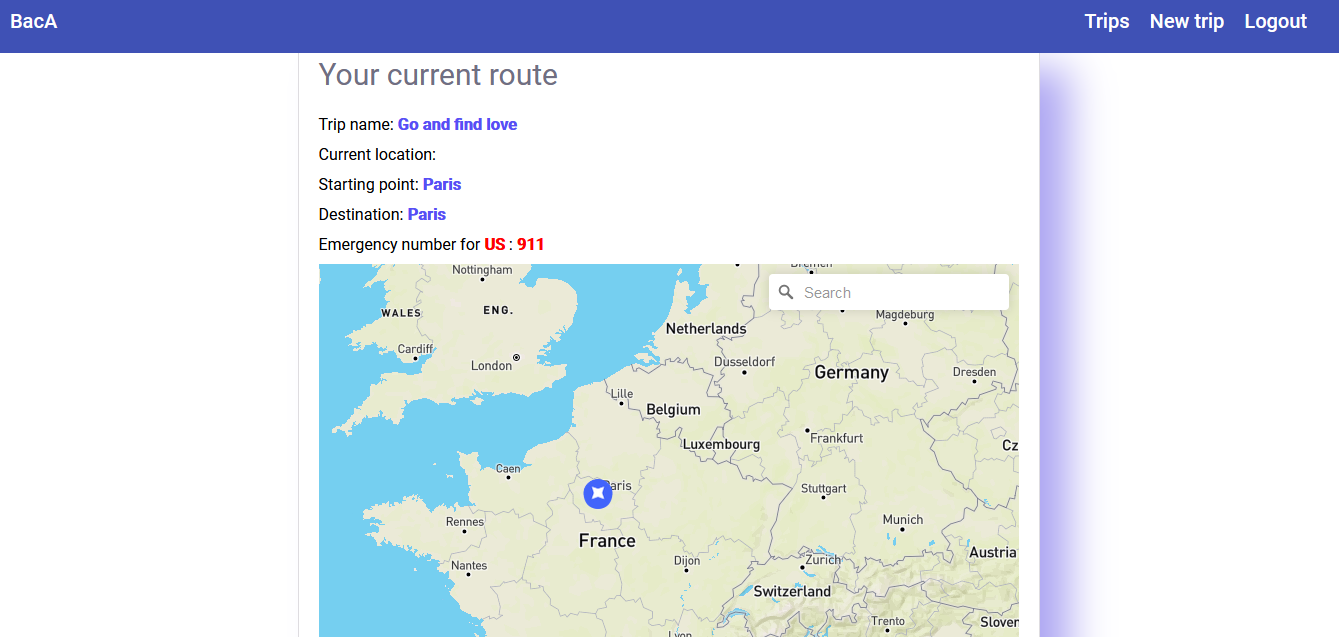 BacA
Trips New trip Logout
Your current route
Trip name: Go and find love
Current location:
Starting point: Paris
Destination: Paris
Emergency number for US : 911
Nottingham
Bremen
Search
WALES
ENG.
Magdeburg
Netherlands
Cardiff
London
Dusseldorf
Germany
Dresden
Lille
Belgium
Frankfurt
Luxembourg
Cz
Caen
Paris
Stuttgart
Rennes
Munich
France
Austria
Nantes
Dijon
Zurich
Switzerland
Trento
Sloven
Lyon